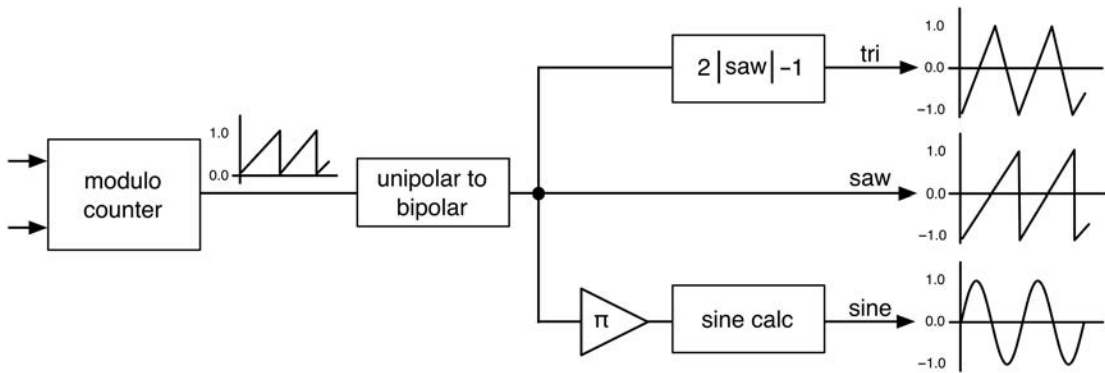 modulo
counter
1.0
0.0
unipolar to
bipolar
2 |saw| −1
tri
1.0
0.0
−1.0
saw
1.0
0.0
−1.0
π
sine calc
sine
1.0
0.0
−1.0